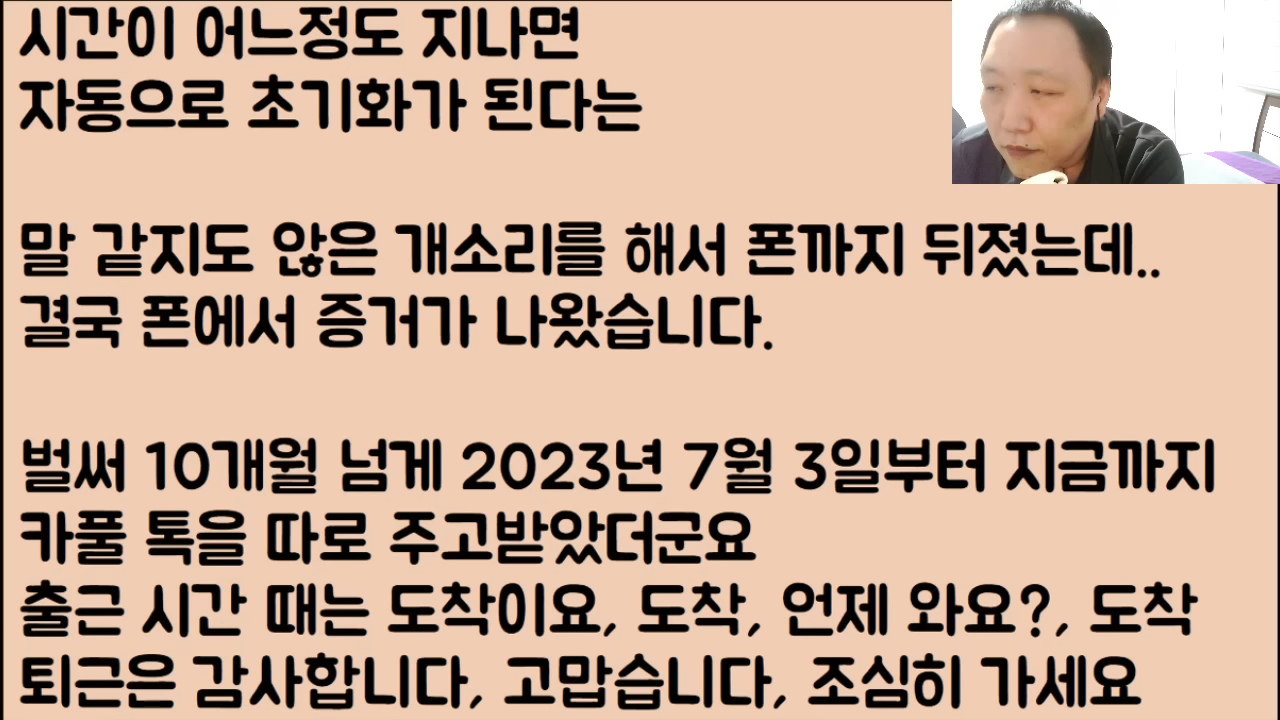 시간이 어느정도 지나면
자동으로 초기화가 된다는
말 같지도 않은 개소리를 해서 폰까지 뒤졌는데..
결국 폰에서 증거가 나왔습니다.
벌써 10개월 넘게 2023년 7월 3일부터 지금까지
카풀 톡을 따로 주고받았더군요
출근 시간 때는 도착이요, 도착, 언제 와요?, 도착
퇴근은 감사합니다, 고맙습니다, 조심히 가세요